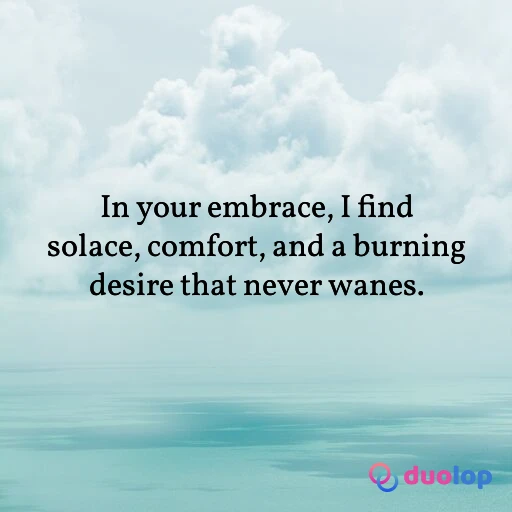 In your embrace, I find
solace, comfort, and a burning
desire that never wanes.
duolop